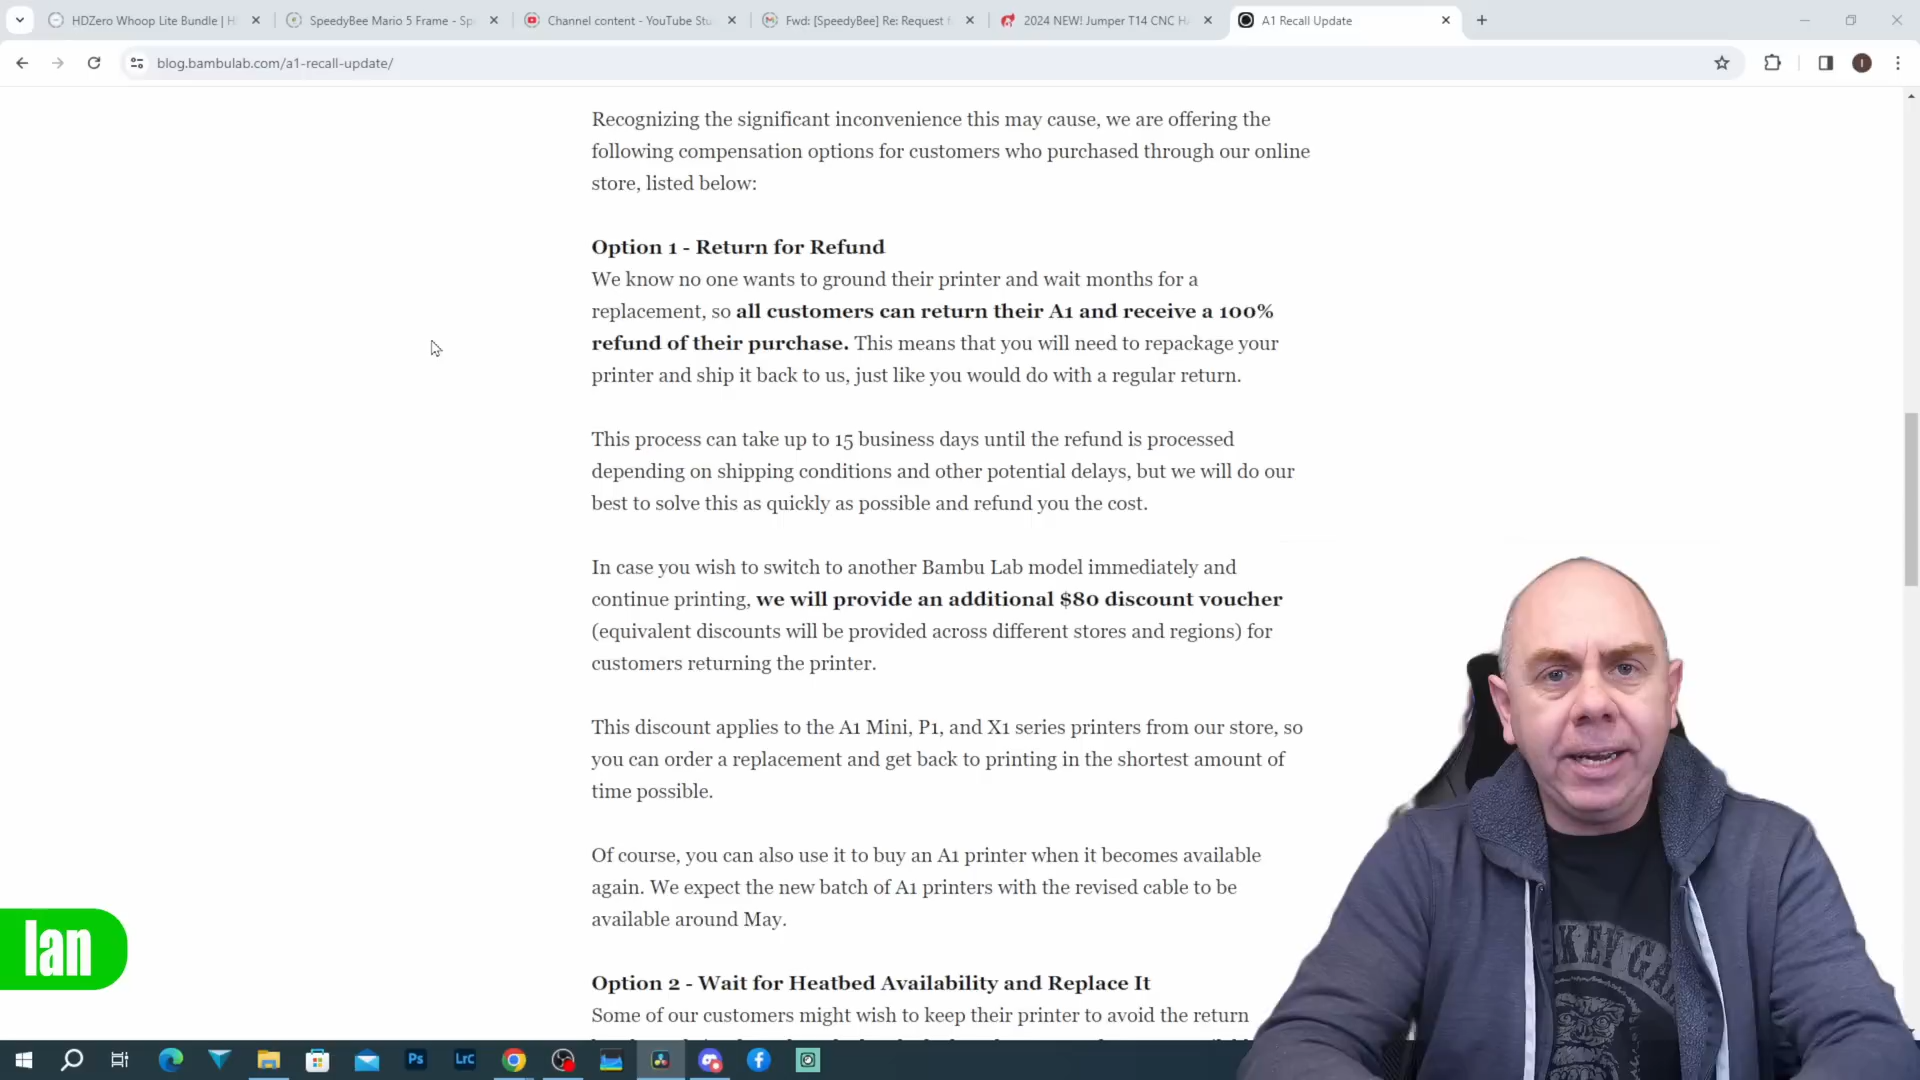 HDZero Whoop Lite Bundle | H
SpeedyBee Mario 5 Frame - Sp
Channel content - YouTube Stu
Fwd: [SpeedyBee] Re: Request f
2024 NEW! Jumper T14 CNC H
A1 Recall Update
blog.bambulab.com/a1-recall-update/
I
Recognizing the significant inconvenience this may cause, we are offering the
following compensation options for customers who purchased through our online
store, listed below:
Option 1 - Return for Refund
We know no one wants to ground their printer and wait months for a
replacement, so all customers can return their A1 and receive a 100%
refund of their purchase. This means that you will need to repackage your
printer and ship it back to us, just like you would do with a regular return.
This process can take up to 15 business days until the refund is processed
depending on shipping conditions and other potential delays, but we will do our
best to solve this as quickly as possible and refund you the cost.
In case you wish to switch to another Bambu Lab model immediately and
continue printing, we will provide an additional $80 discount voucher
(equivalent discounts will be provided across different stores and regions) for
customers returning the printer.
This discount applies to the A1 Mini, P1, and X1 series printers from our store, so
you can order a replacement and get back to printing in the shortest amount of
time possible.
Of course, you can also use it to buy an A1 printer when it becomes available
again. We expect the new batch of A1 printers with the revised cable to be
available around May.
Option 2 - Wait for Heatbed Availability and Replace It
Some of our customers might wish to keep their printer to avoid the return
Ian
KEY GA
Ps
Lrc